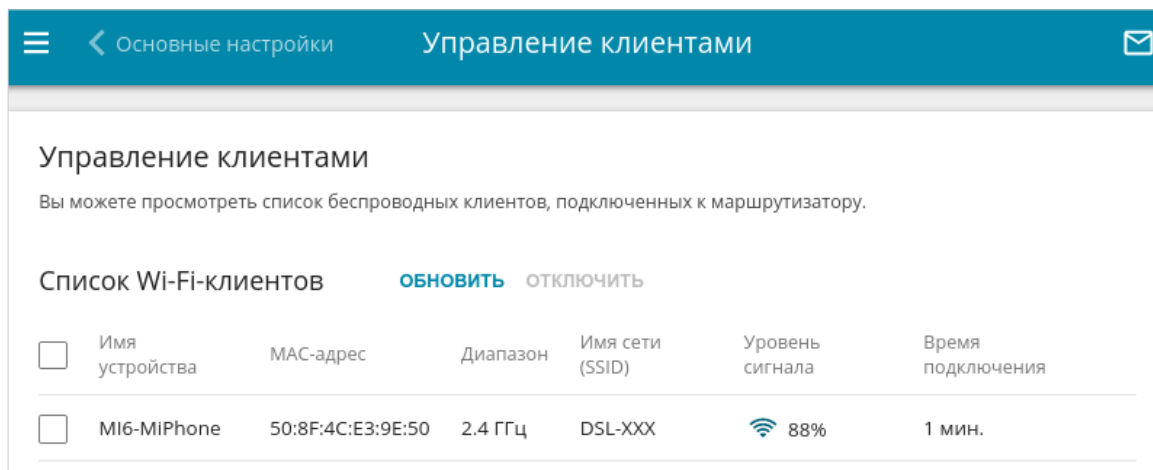 Основные настройки Управление клиентами
Управление клиентами
Вы можете просмотреть список беспроводных клиентов, подключенных к маршрутизатору.
Список Wi-Fi-клиентов ОБНОВИТЬ ОТКЛЮЧИТЬ
Имя устройства MAC-адрес Диапазон Имя сети (SSID) Уровень сигнала Время подключения
MI6-MiPhone 50:8F:4C:E3:9E:50 2.4 ГГц DSL-XXX 88% 1 мин.